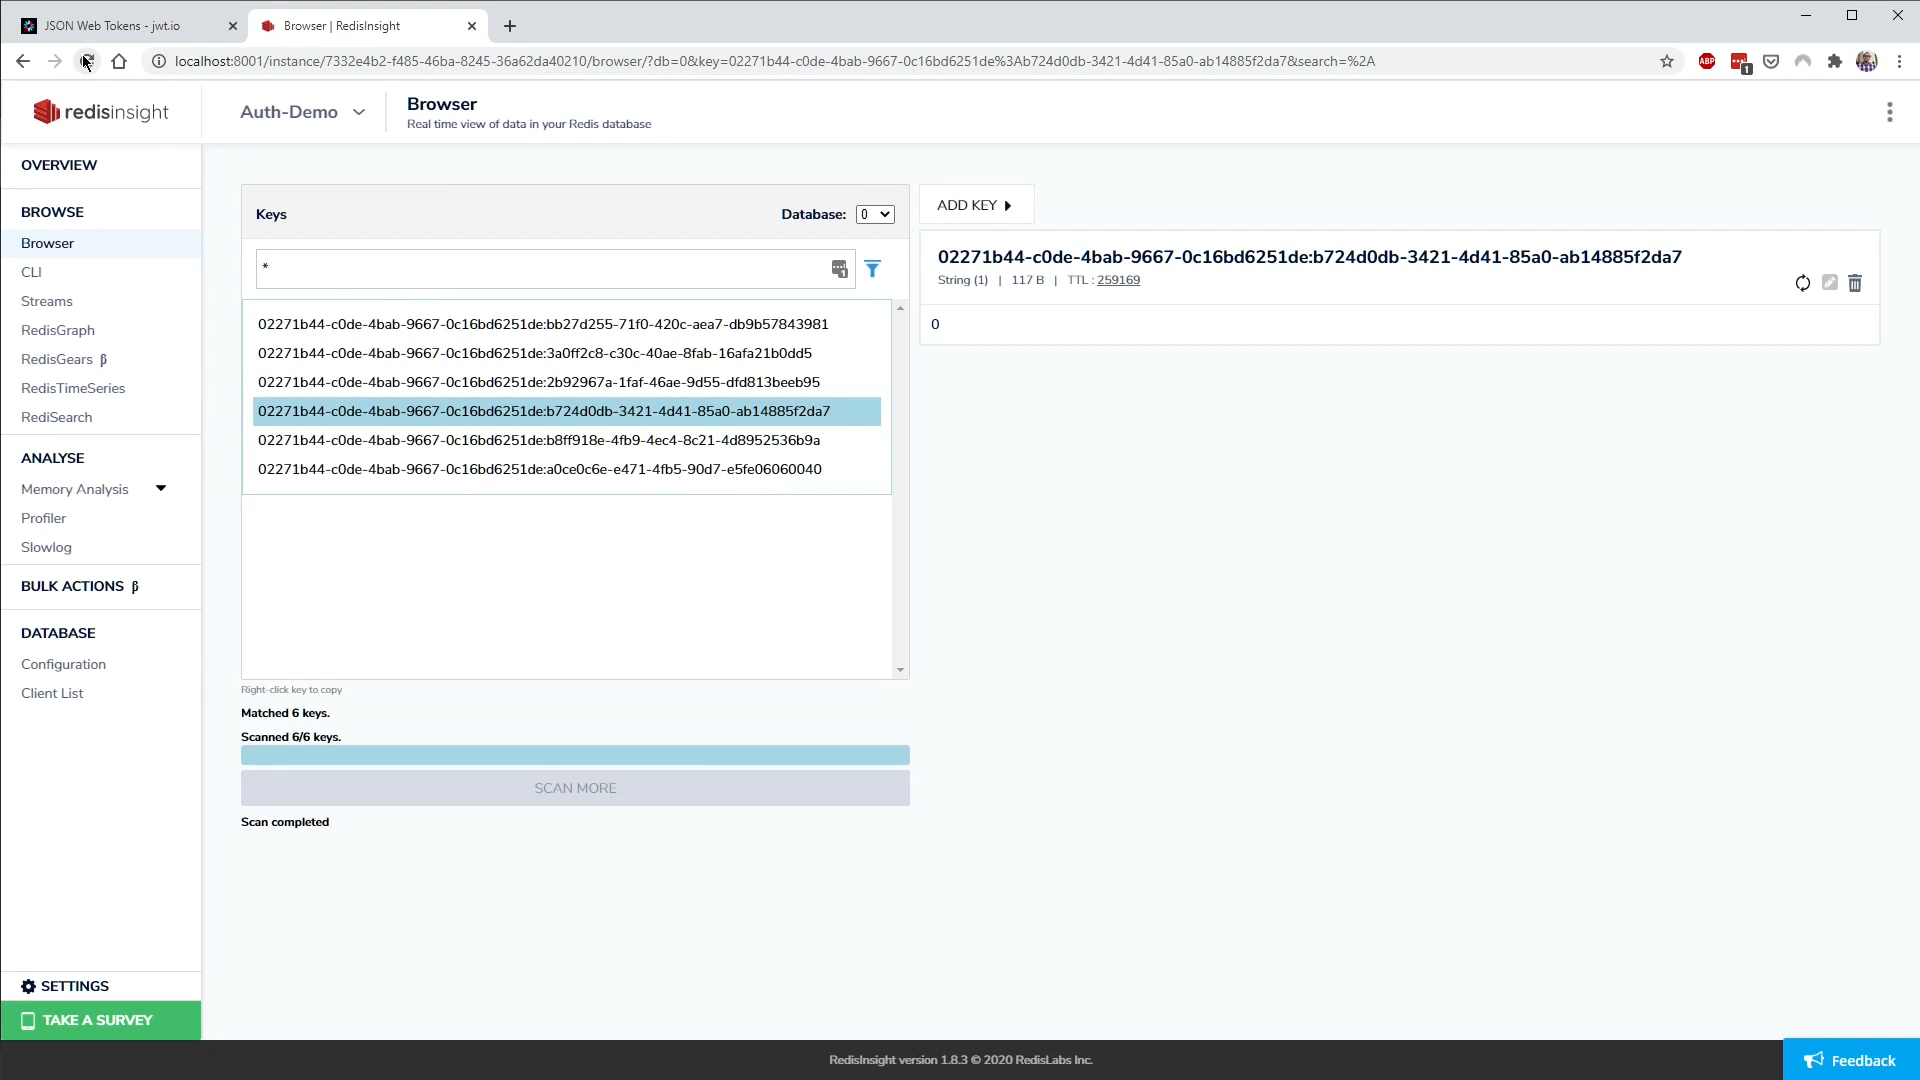 JSON Web Tokens - jwt.io
Browser | RedisInsight
localhost:8001/instance/7332e4b2-f485-46ba-8245-36a62da40210/browser/?db=0&key=02271b44-c0de-4bab-9667-0c16bd6251de%3Ab724d0db-3421-4d41-85a0-ab14885f2da7&search=%2A
ABP
1
redisinsight
Auth-Demo
Browser
Real time view of data in your Redis database
OVERVIEW
BROWSE
Browser
CLI
Streams
RedisGraph
RedisGears β
RedisTimeSeries
RediSearch
ANALYSE
Memory Analysis
Profiler
Slowlog
BULK ACTIONS β
DATABASE
Configuration
Client List
SETTINGS
TAKE A SURVEY
Keys
Database: 0
*
1
02271b44-c0de-4bab-9667-0c16bd6251de:bb27d255-71f0-420c-aea7-db9b57843981
02271b44-c0de-4bab-9667-0c16bd6251de:3a0ff2c8-c30c-40ae-8fab-16afa21b0dd5
02271b44-c0de-4bab-9667-0c16bd6251de:2b92967a-1faf-46ae-9d55-dfd813beeb95
02271b44-c0de-4bab-9667-0c16bd6251de:b724d0db-3421-4d41-85a0-ab14885f2da7
02271b44-c0de-4bab-9667-0c16bd6251de:b8ff918e-4fb9-4ec4-8c21-4d8952536b9a
02271b44-c0de-4bab-9667-0c16bd6251de:a0ce0c6e-e471-4fb5-90d7-e5fe06060040
Right-click key to copy
Matched 6 keys.
Scanned 6/6 keys.
SCAN MORE
Scan completed
ADD KEY
02271b44-c0de-4bab-9667-0c16bd6251de:b724d0db-3421-4d41-85a0-ab14885f2da7
String (1) | 117 B | TTL : 259169
0
RedisInsight version 1.8.3 © 2020 RedisLabs Inc.
Feedback